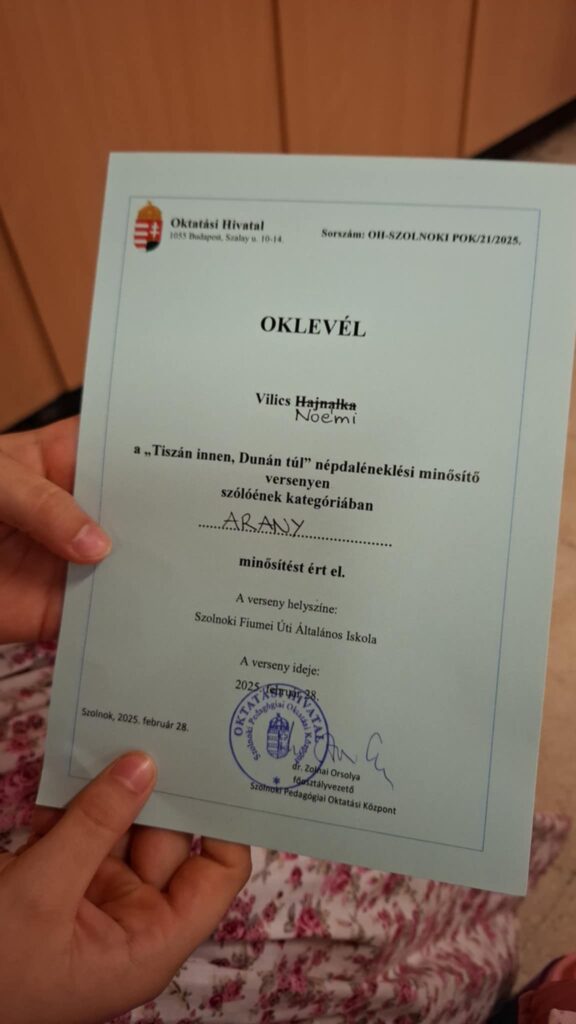 Oktatási Hivatal
1055 Budapest, Szalay u. 10-14.
Sorszám: OH-SZOLNOKI POK/21/2025.
OKLEVÉL
Vilics Hajnalka
Noemi
a „Tiszán innen, Dunán túl” népdaléneklési minősítő
versenyen
szólóének kategóriában
ARANY
minősítést ért el.
A verseny helyszíne:
Szolnoki Fiumei Úti Általános Iskola
A verseny ideje:
2025. február 28.
Szolnok, 2025. február 28.
OKTATÁSI HIVATAL
Szolnoki Pedagógiai Oktatási Központ
dr. Zolnai Orsolya
főosztályvezető
Szolnoki Pedagógiai Oktatási Központ